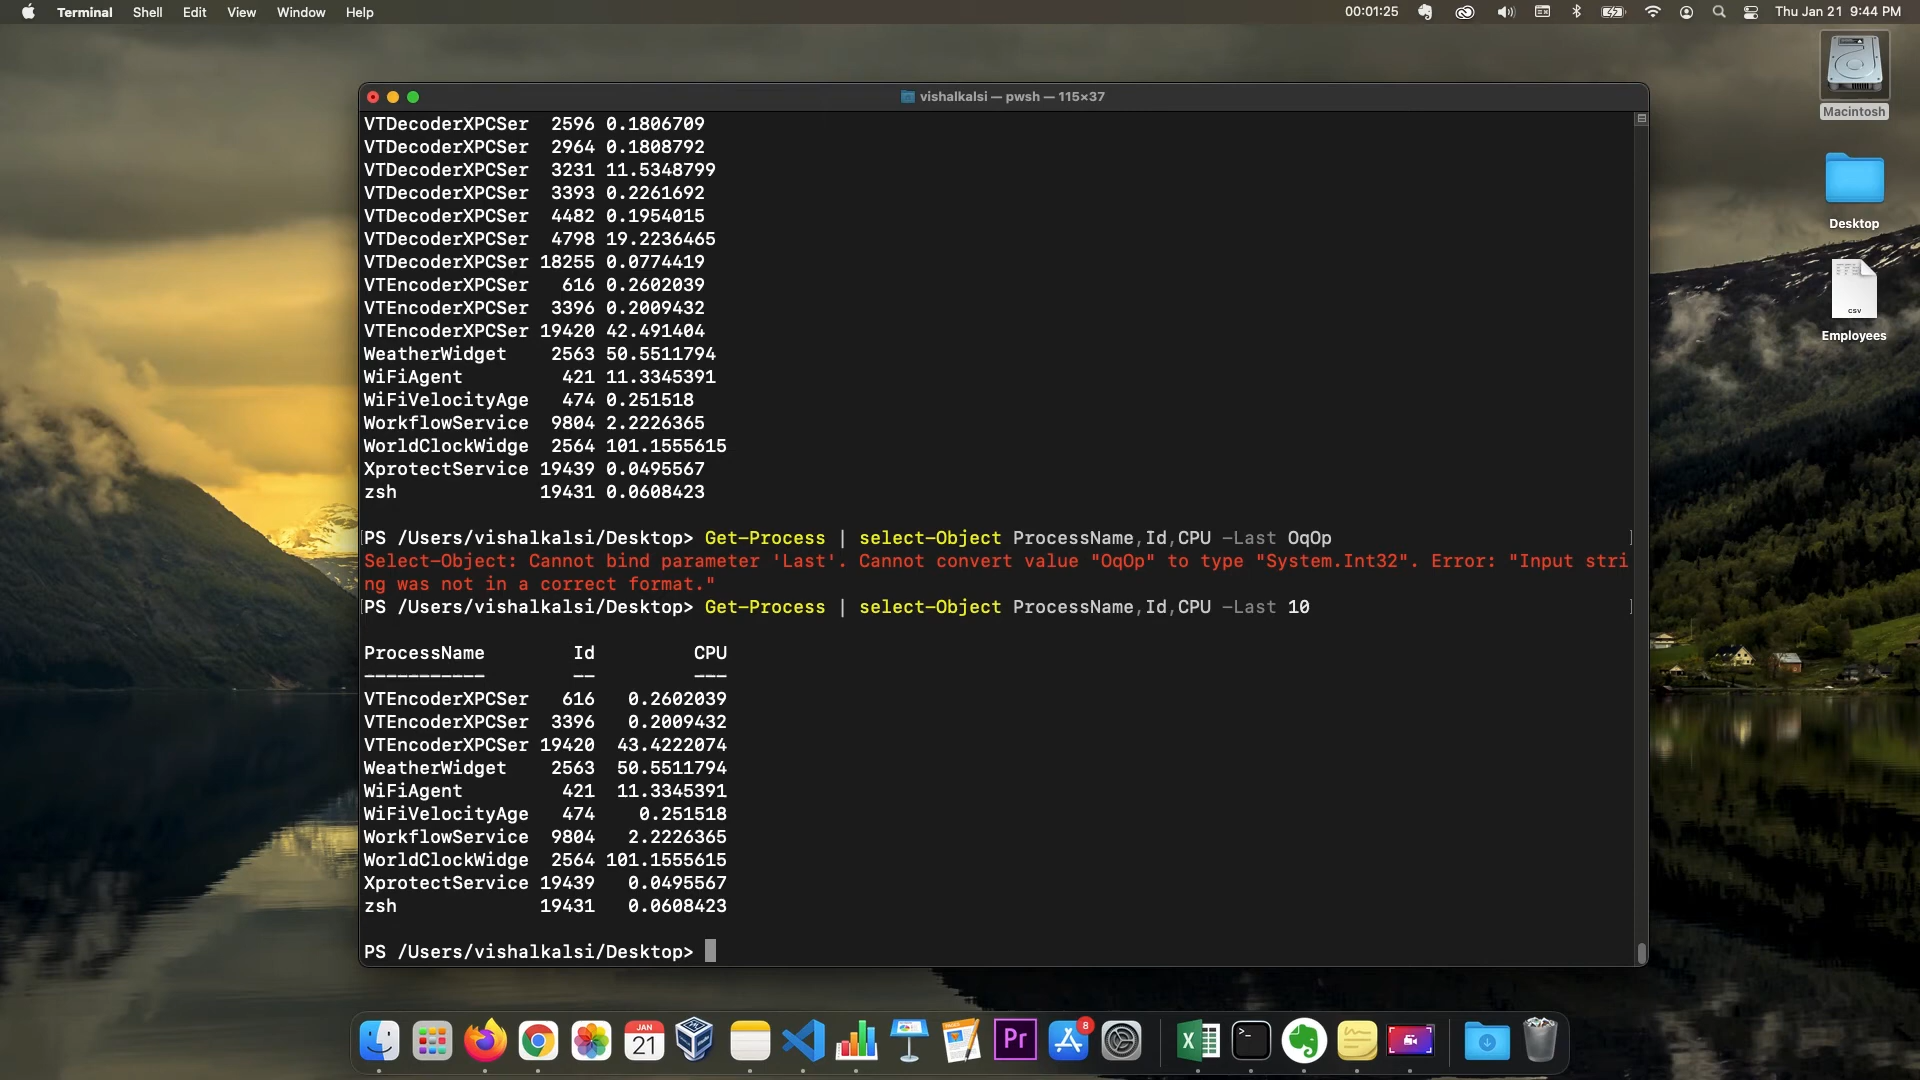 Terminal Shell Edit View Window Help 00:01:25 Thu Jan 21 9:44 PM
Macintosh
Desktop
CSV
Employees
vishalkalsi — pwsh — 115×37
VTDecoderXPCSer 2596 0.1806709
VTDecoderXPCSer 2964 0.1808792
VTDecoderXPCSer 3231 11.5348799
VTDecoderXPCSer 3393 0.2261692
VTDecoderXPCSer 4482 0.1954015
VTDecoderXPCSer 4798 19.2236465
VTDecoderXPCSer 18255 0.0774419
VTEncoderXPCSer 616 0.2602039
VTEncoderXPCSer 3396 0.2009432
VTEncoderXPCSer 19420 42.491404
WeatherWidget 2563 50.5511794
WiFiAgent 421 11.3345391
WiFiVelocityAge 474 0.251518
WorkflowService 9804 2.2226365
WorldClockWidge 2564 101.1555615
XprotectService 19439 0.0495567
zsh 19431 0.0608423
[PS /Users/vishalkalsi/Desktop> Get-Process | select-Object ProcessName,Id,CPU -Last OqOp ]
Select-Object: Cannot bind parameter 'Last'. Cannot convert value "OqOp" to type "System.Int32". Error: "Input stri
ng was not in a correct format."
[PS /Users/vishalkalsi/Desktop> Get-Process | select-Object ProcessName,Id,CPU -Last 10 ]
ProcessName Id CPU
----------- -- ---
VTEncoderXPCSer 616 0.2602039
VTEncoderXPCSer 3396 0.2009432
VTEncoderXPCSer 19420 43.4222074
WeatherWidget 2563 50.5511794
WiFiAgent 421 11.3345391
WiFiVelocityAge 474 0.251518
WorkflowService 9804 2.2226365
WorldClockWidge 2564 101.1555615
XprotectService 19439 0.0495567
zsh 19431 0.0608423
PS /Users/vishalkalsi/Desktop>
JAN
21
Pr
8
X
>_